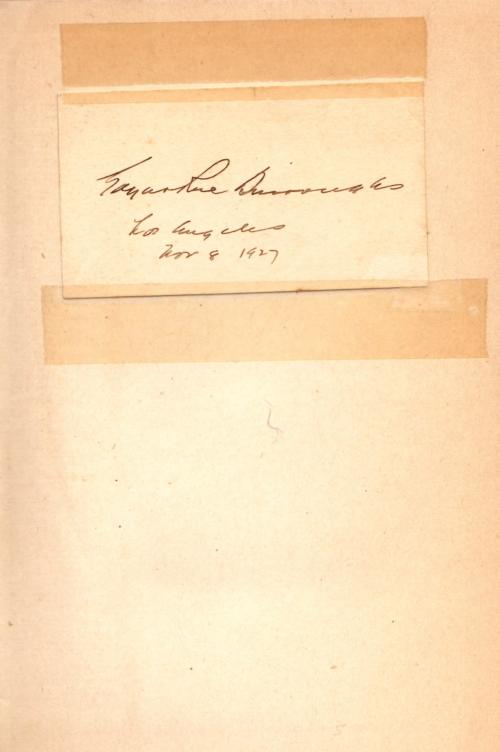 Edgar Rice Burroughs
Los Angeles
Nov 8 1927